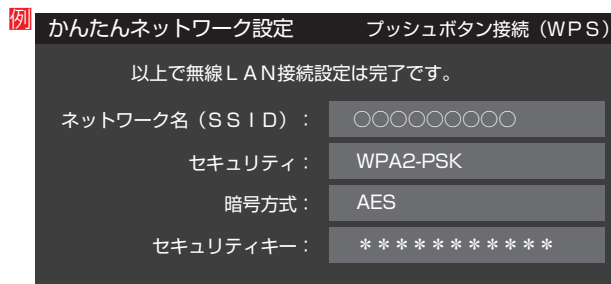 例
かんたんネットワーク設定 プッシュボタン接続（ＷＰＳ）
以上で無線ＬＡＮ接続設定は完了です。
ネットワーク名（ＳＳＩＤ）： ○○○○○○○○○
セキュリティ： WPA2-PSK
暗号方式： AES
セキュリティキー： ＊＊＊＊＊＊＊＊＊＊＊